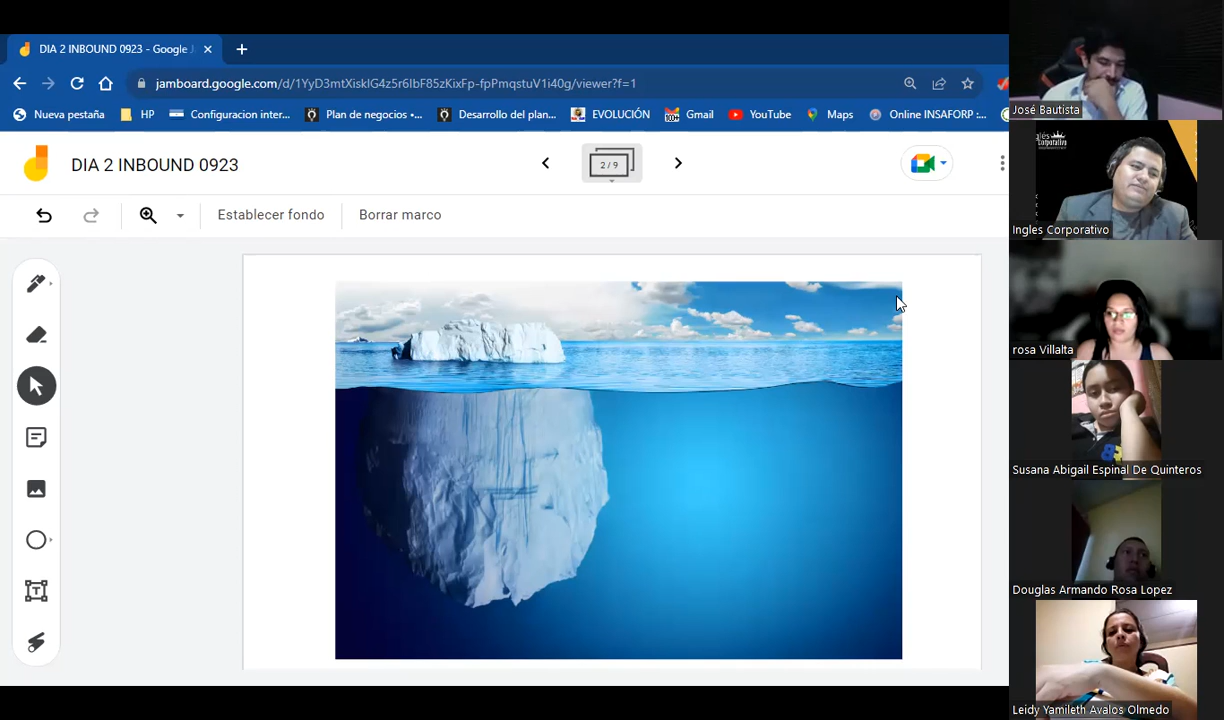 DIA 2 INBOUND 0923 - Google J
jamboard.google.com/d/1YyD3mtXisklG4z5r6IbF85zKixFp-fpPmqstuV1i40g/viewer?f=1
Nueva pestaña
HP
Configuracion inter...
Plan de negocios •...
Desarrollo del plan...
EVOLUCIÓN
100+
Gmail
YouTube
Maps
Online INSAFORP :...
DIA 2 INBOUND 0923
2 / 9
Establecer fondo
Borrar marco
José Bautista
Ingles Corporativo
rosa Villalta
Susana Abigail Espinal De Quinteros
Douglas Armando Rosa Lopez
Leidy Yamileth Avalos Olmedo